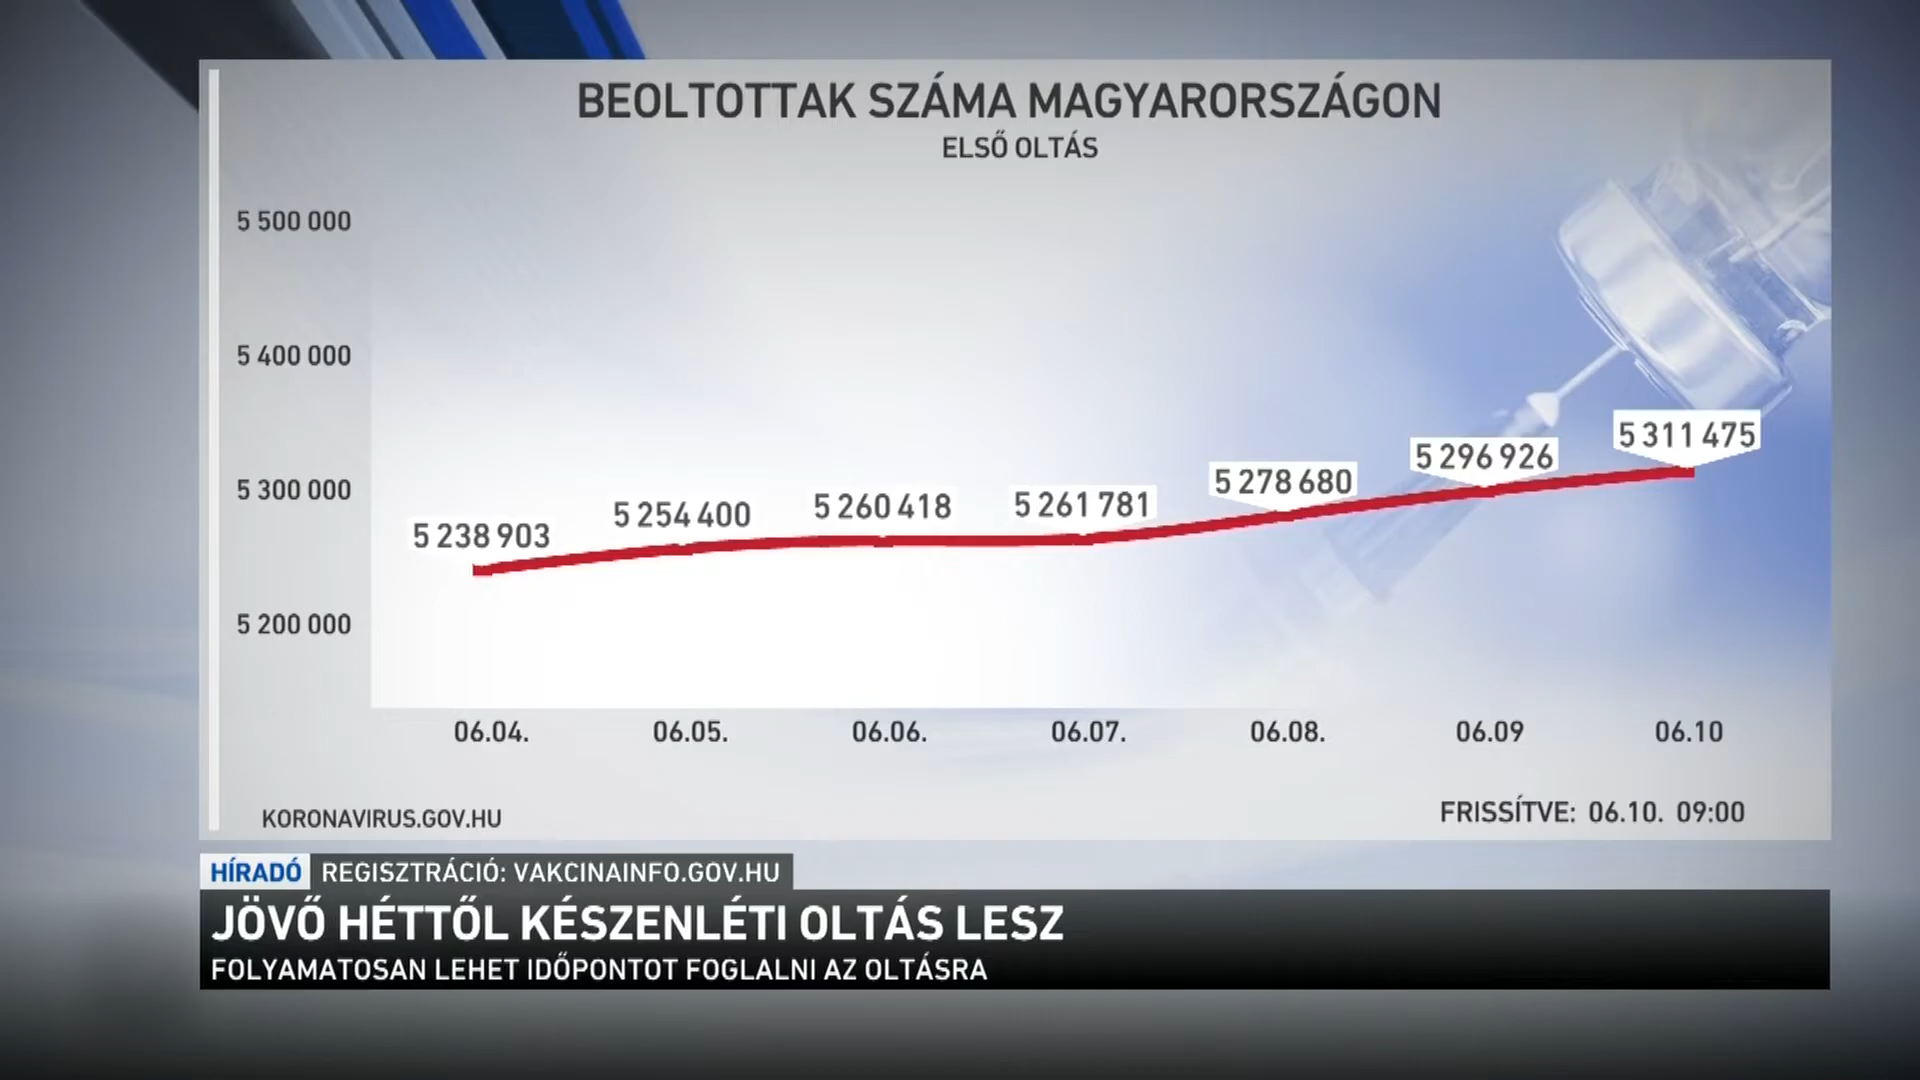 BEOLTOTTAK SZÁMA MAGYARORSZÁGON
ELSŐ OLTÁS
5 500 000
5 400 000
5 300 000
5 200 000
5 238 903
5 254 400
5 260 418
5 261 781
5 278 680
5 296 926
5 311 475
06.04.
06.05.
06.06.
06.07.
06.08.
06.09
06.10
KORONAVIRUS.GOV.HU
FRISSÍTVE: 06.10. 09:00
HÍRADÓ REGISZTRÁCIÓ: VAKCINAINFO.GOV.HU
JÖVŐ HÉTTŐL KÉSZENLÉTI OLTÁS LESZ
FOLYAMATOSAN LEHET IDŐPONTOT FOGLALNI AZ OLTÁSRA